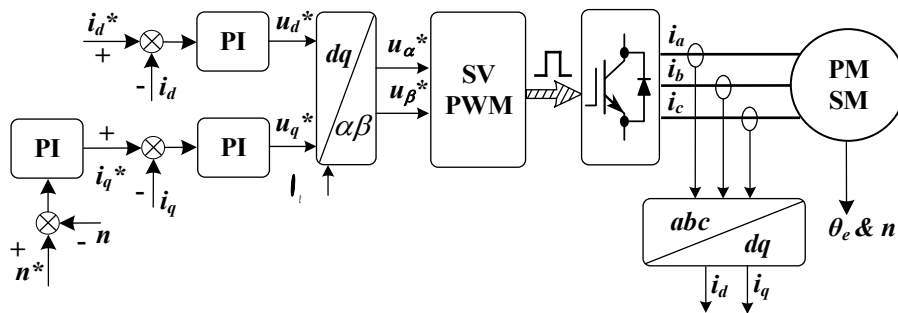 i_d*
+
-
i_d
PI
u_d*
dq
αβ
u_α*
u_β*
SV
PWM
i_a
i_b
i_c
PM
SM
PI
+
i_q*
-
i_q
PI
u_q*
+
n*
-
n
abc
dq
θ_e & n
i_d
i_q